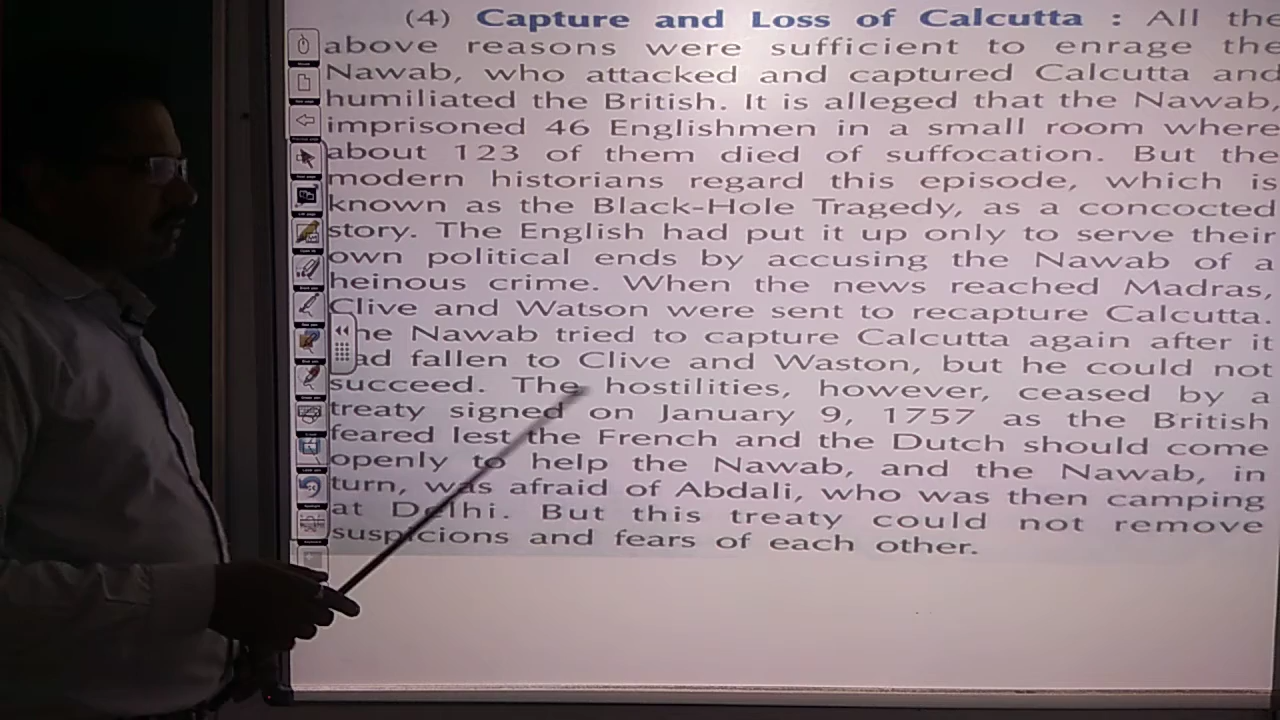 (4) Capture and Loss of Calcutta : All the
above reasons were sufficient to enrage the
Nawab, who attacked and captured Calcutta and
humiliated the British. It is alleged that the Nawab,
imprisoned 46 Englishmen in a small room where
about 123 of them died of suffocation. But the
modern historians regard this episode, which is
known as the Black-Hole Tragedy, as a concocted
story. The English had put it up only to serve their
own political ends by accusing the Nawab of a
heinous crime. When the news reached Madras,
Clive and Watson were sent to recapture Calcutta.
he Nawab tried to capture Calcutta again after it
ad fallen to Clive and Waston, but he could not
succeed. The hostilities, however, ceased by a
treaty signed on January 9, 1757 as the British
feared lest the French and the Dutch should come
openly to help the Nawab, and the Nawab, in
turn, was afraid of Abdali, who was then camping
at Delhi. But this treaty could not remove
suspicions and fears of each other.